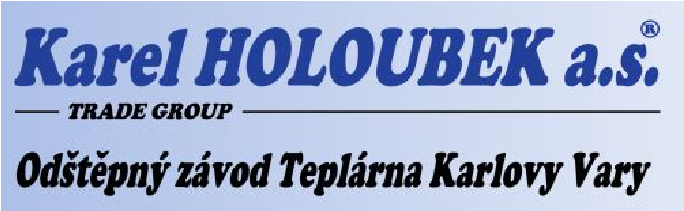 Karel HOLOUBEK a.s.®
TRADE GROUP
Odštěpný závod Teplárna Karlovy Vary